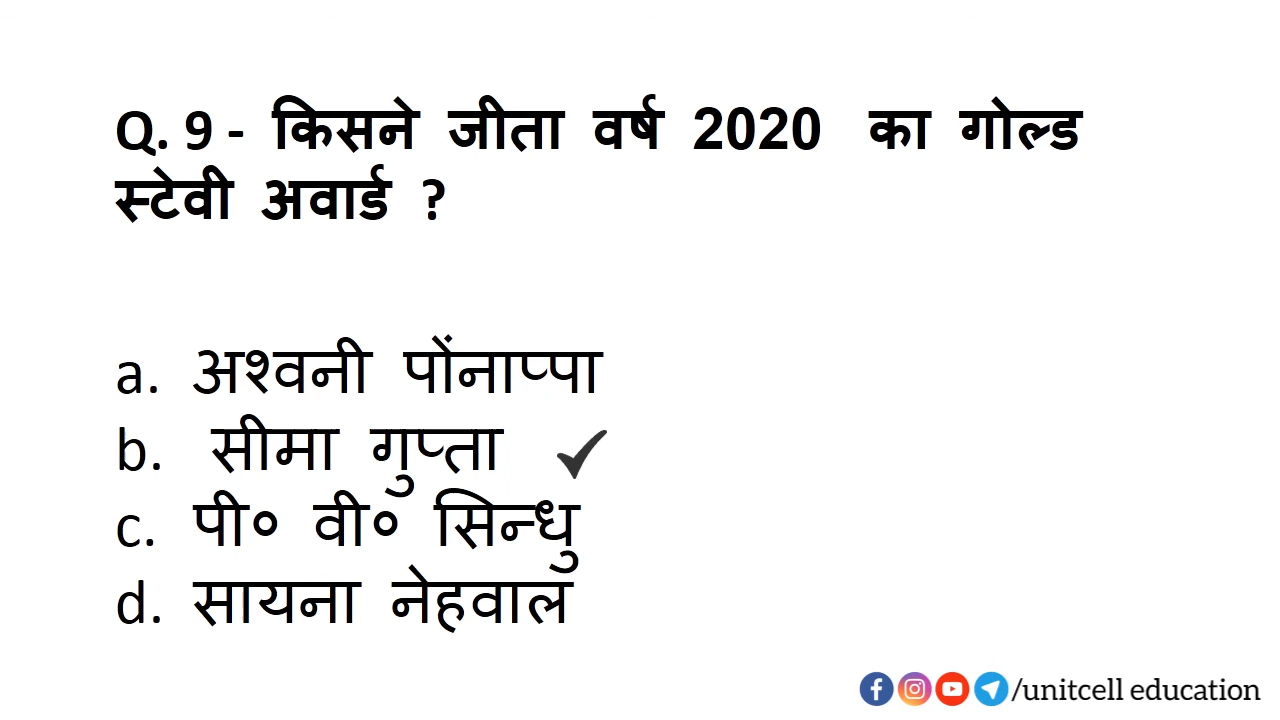 Q. 9 - किसने जीता वर्ष 2020 का गोल्ड
स्टेवी अवार्ड ?
a. अश्वनी पोंनाप्पा
b. सीमा गुप्ता ✓
c. पी० वी० सिन्धु
d. सायना नेहवाल
/unitcell education